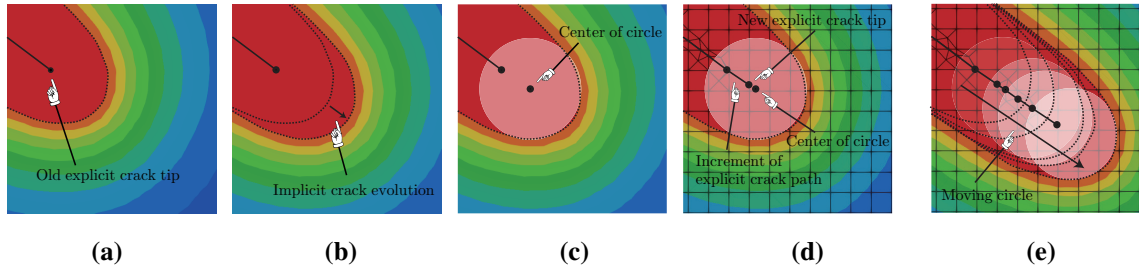 Old explicit crack tip
Implicit crack evolution
Center of circle
New explicit crack tip
Center of circle
Increment of
explicit crack path
Moving circle
(a)
(b)
(c)
(d)
(e)